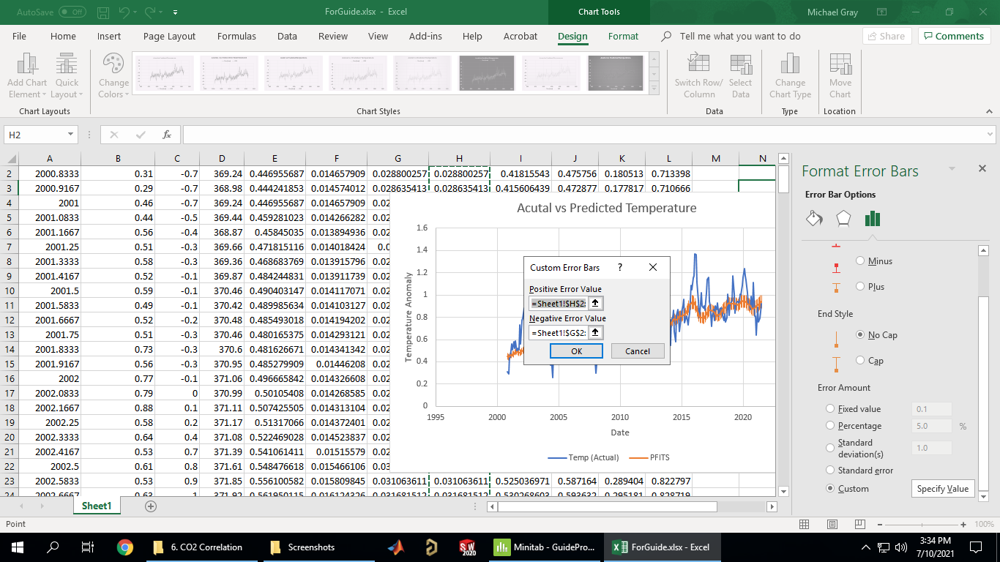 AutoSave Off
ForGuide.xlsx - Excel
Chart Tools
Michael Gray
File Home Insert Page Layout Formulas Data Review View Add-ins Help Acrobat Design Format Tell me what you want to do Share Comments
Add Chart Element
Quick Layout
Change Colors
Switch Row/ Column
Select Data
Change Chart Type
Move Chart
Chart Layouts Chart Styles Data Type Location
H2
fx
A B C D E F G H I J K L M N
2 2000.8333 0.31 -0.7 369.24 0.446955687 0.014657909 0.028800257 0.028800257 0.41815543 0.475756 0.180513 0.713398
3 2000.9167 0.29 -0.7 368.98 0.444241853 0.014574012 0.028635413 0.028635413 0.415606439 0.472877 0.177817 0.710666
4 2001 0.46 -0.7 369.24 0.446955687 0.014657909 0.02
5 2001.0833 0.44 -0.5 369.44 0.459281023 0.014266282 0.02
6 2001.1667 0.56 -0.4 368.87 0.45845035 0.013894936 0.02
7 2001.25 0.51 -0.3 369.66 0.471815116 0.014018424 0.0
8 2001.3333 0.58 -0.3 369.36 0.468683769 0.013915796 0.02
9 2001.4167 0.52 -0.1 369.87 0.484244831 0.013911739 0.02
10 2001.5 0.59 -0.1 370.46 0.490403147 0.014117071 0.02
11 2001.5833 0.49 -0.1 370.42 0.489985634 0.014103127 0.02
12 2001.6667 0.52 -0.2 370.48 0.485493018 0.014194202 0.02
13 2001.75 0.51 -0.3 370.46 0.480165373 0.014293121 0.02
14 2001.8333 0.73 -0.3 370.6 0.481626671 0.014341342 0.02
15 2001.9167 0.56 -0.3 370.95 0.485279909 0.01446208 0.02
16 2002 0.77 -0.1 371.06 0.496665842 0.014326608 0.02
17 2002.0833 0.79 0 370.99 0.50105408 0.014268585 0.02
18 2002.1667 0.88 0.1 371.11 0.507425505 0.014313104 0.02
19 2002.25 0.58 0.2 371.17 0.51317066 0.014372401 0.02
20 2002.3333 0.64 0.4 371.08 0.522469028 0.014523837 0.02
21 2002.4167 0.53 0.7 371.39 0.541061411 0.01515579 0.02
22 2002.5 0.61 0.8 371.61 0.548476618 0.015466106 0.03
23 2002.5833 0.53 0.9 371.85 0.556100582 0.015809845 0.031063611 0.031063611 0.525036971 0.587164 0.289404 0.822797
24 2002.6667 0.63 1 371.92 0.561950115 0.016124326 0.031681512 0.031681512 0.530268603 0.593632 0.295181 0.828719
Acutal vs Predicted Temperature
Temperature Anomaly
1.6
1.4
1.2
1
0.8
0.6
0.4
0.2
0
1995 2000 2005 2010 2015 2020
Date
Temp (Actual) PFITS
Custom Error Bars ?
Positive Error Value
=Sheet1!$H$2:
Negative Error Value
=Sheet1!$G$2:
OK Cancel
Format Error Bars
Error Bar Options
Minus
Plus
End Style
No Cap
Cap
Error Amount
Fixed value 0.1
Percentage 5.0 %
Standard deviation(s) 1.0
Standard error
Custom Specify Value
Sheet1
Point
100%
6. CO2 Correlation
Screenshots
SW 2020
Minitab - GuidePro...
ForGuide.xlsx - Excel
3:34 PM
7/10/2021